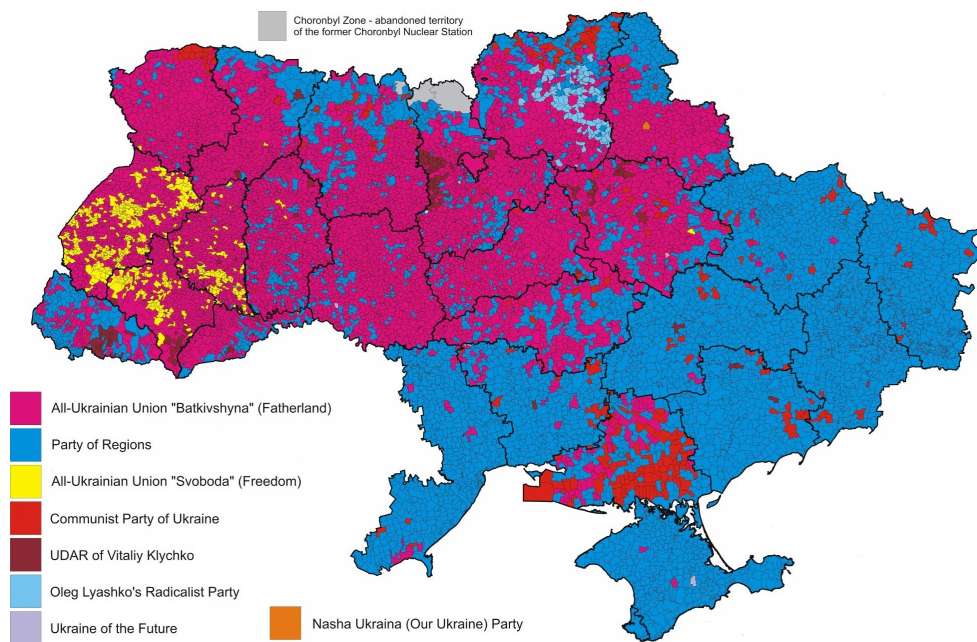 Choronbyl Zone - abandoned territory
of the former Choronbyl Nuclear Station
All-Ukrainian Union "Batkivshyna" (Fatherland)
Party of Regions
All-Ukrainian Union "Svoboda" (Freedom)
Communist Party of Ukraine
UDAR of Vitaliy Klychko
Oleg Lyashko's Radicalist Party
Ukraine of the Future
Nasha Ukraina (Our Ukraine) Party